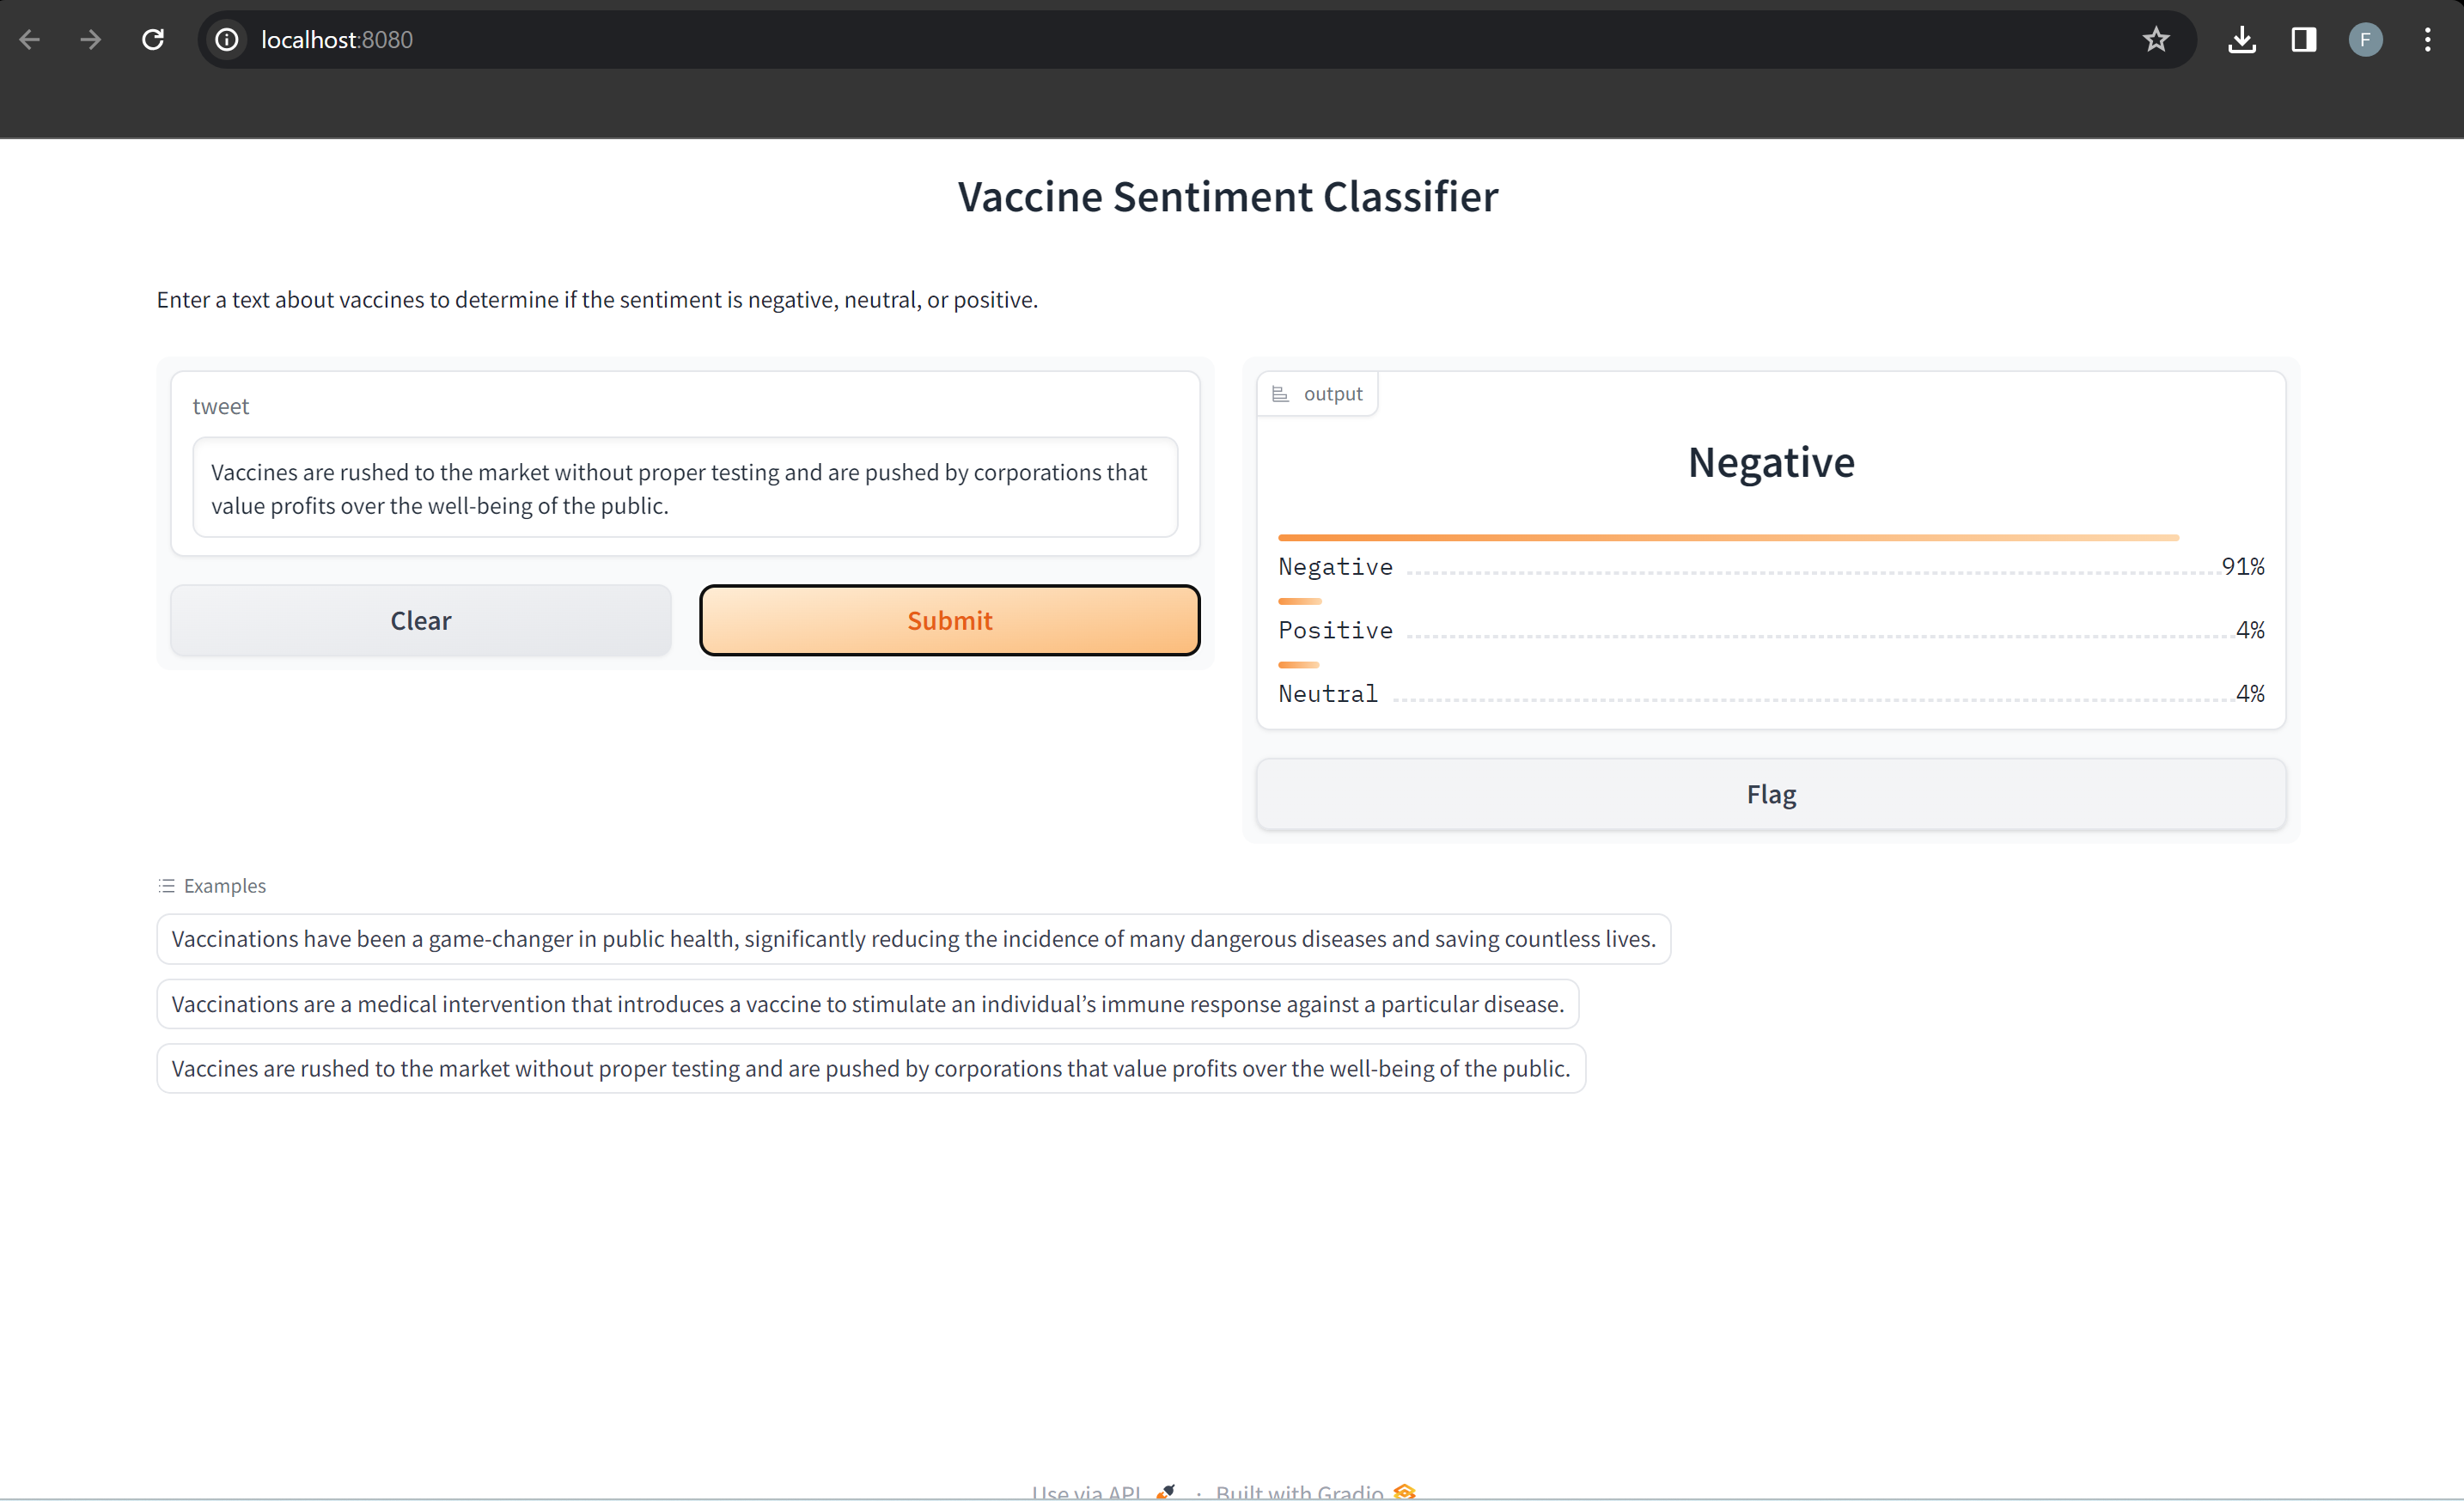 localhost:8080
F
Vaccine Sentiment Classifier
Enter a text about vaccines to determine if the sentiment is negative, neutral, or positive.
tweet
Vaccines are rushed to the market without proper testing and are pushed by corporations that
value profits over the well-being of the public.
Clear
Submit
output
Negative
Negative 91%
Positive 4%
Neutral 4%
Flag
Examples
Vaccinations have been a game-changer in public health, significantly reducing the incidence of many dangerous diseases and saving countless lives.
Vaccinations are a medical intervention that introduces a vaccine to stimulate an individual’s immune response against a particular disease.
Vaccines are rushed to the market without proper testing and are pushed by corporations that value profits over the well-being of the public.
Use via API · Built with Gradio